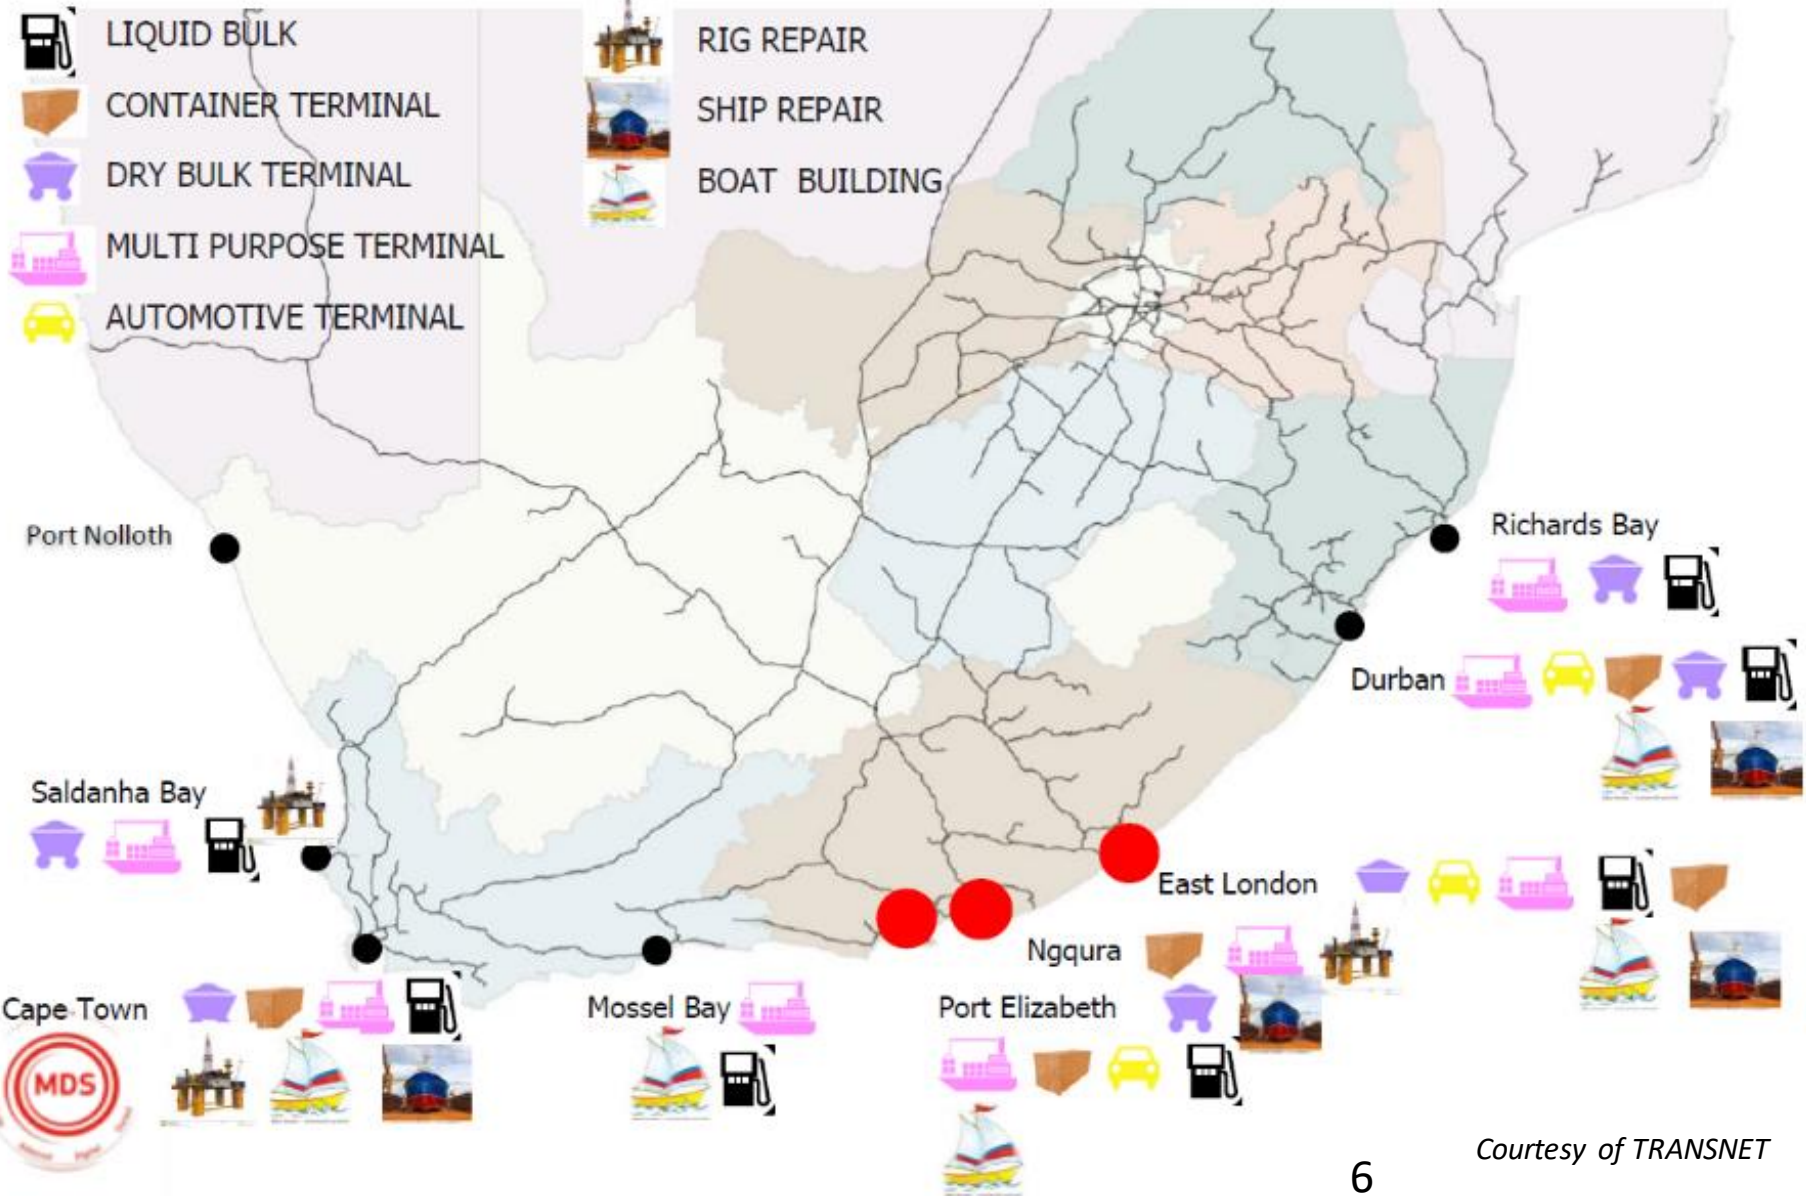 LIQUID BULK
CONTAINER TERMINAL
DRY BULK TERMINAL
MULTI PURPOSE TERMINAL
AUTOMOTIVE TERMINAL
RIG REPAIR
SHIP REPAIR
BOAT BUILDING
Port Nolloth
Richards Bay
Durban
Saldanha Bay
East London
Ngqura
Cape Town
Mossel Bay
Port Elizabeth
MDS
Courtesy of TRANSNET
6